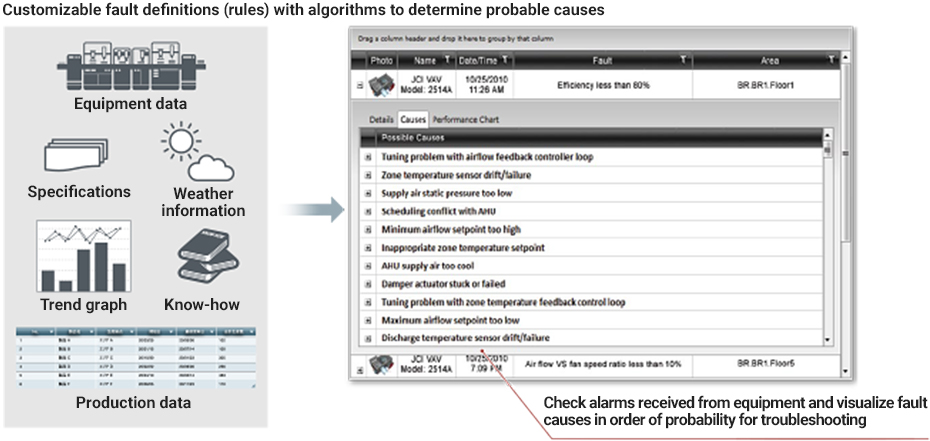 Customizable fault definitions (rules) with algorithms to determine probable causes
Equipment data
Specifications
Weather
information
Trend graph
Know-how
Production data
Drag a column header and drop it here to group by that column
Photo Name Date/Time Fault Area
JCI VAV
Model: 2514A
10/25/2010
11:26 AM
Efficiency less than 60%
BR.BR1.Floor1
Details Causes Performance Chart
Possible Causes
Tuning problem with airflow feedback controller loop
Zone temperature sensor drift/failure
Supply air static pressure too low
Scheduling conflict with AHU
Minimum airflow setpoint too high
Inappropriate zone temperature setpoint
AHU supply air too cool
Damper actuator stuck or failed
Tuning problem with zone temperature feedback control loop
Maximum airflow setpoint too low
Discharge temperature sensor drift/failure
JCI VAV
Model: 2514A
10/25/2010
7:09 PM
Air flow VS fan speed ratio less than 10%
BR.BR1.Floor5
Check alarms received from equipment and visualize fault
causes in order of probability for troubleshooting